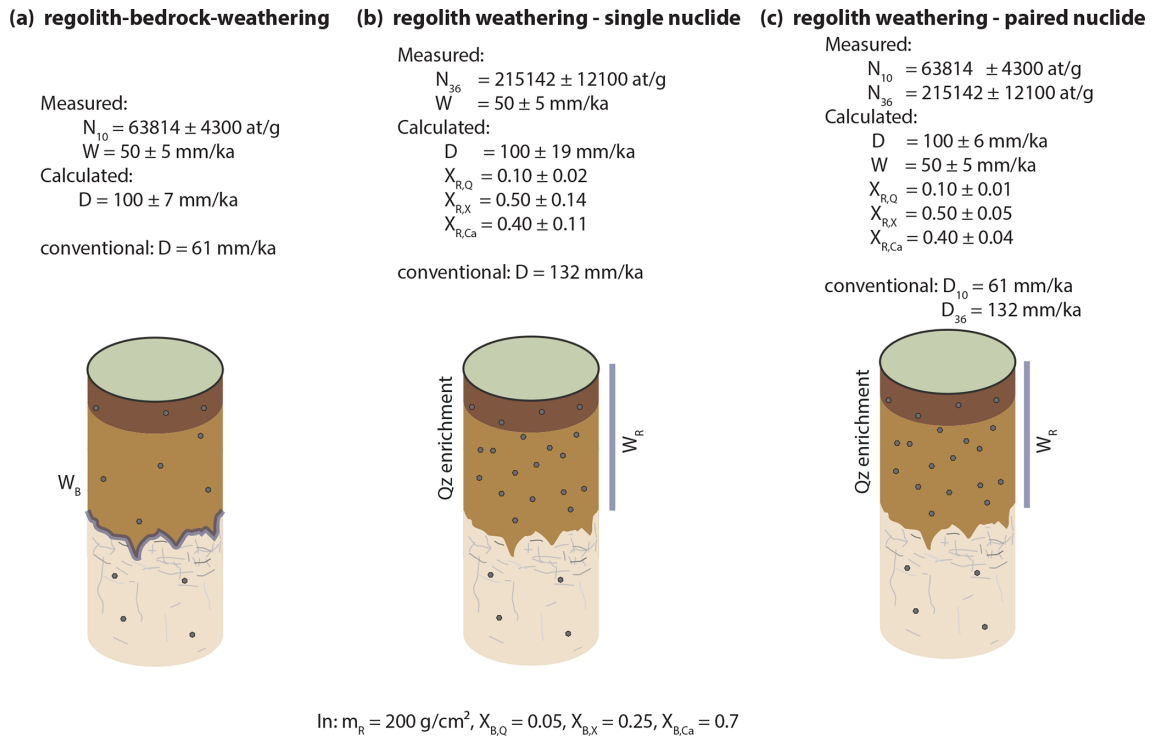 (a) regolith-bedrock-weathering
Measured:
N10 = 63814 ± 4300 at/g
W = 50 ± 5 mm/ka
Calculated:
D = 100 ± 7 mm/ka
conventional: D = 61 mm/ka
WB
(b) regolith weathering - single nuclide
Measured:
N36 = 215142 ± 12100 at/g
W = 50 ± 5 mm/ka
Calculated:
D = 100 ± 19 mm/ka
XR,Q = 0.10 ± 0.02
XR,X = 0.50 ± 0.14
XR,Ca = 0.40 ± 0.11
conventional: D = 132 mm/ka
Qz enrichment
WR
(c) regolith weathering - paired nuclide
Measured:
N10 = 63814 ± 4300 at/g
N36 = 215142 ± 12100 at/g
Calculated:
D = 100 ± 6 mm/ka
W = 50 ± 5 mm/ka
XR,Q = 0.10 ± 0.01
XR,X = 0.50 ± 0.05
XR,Ca = 0.40 ± 0.04
conventional: D10 = 61 mm/ka
D36 = 132 mm/ka
Qz enrichment
WR
In: mR = 200 g/cm², XB,Q = 0.05, XB,X = 0.25, XB,Ca = 0.7